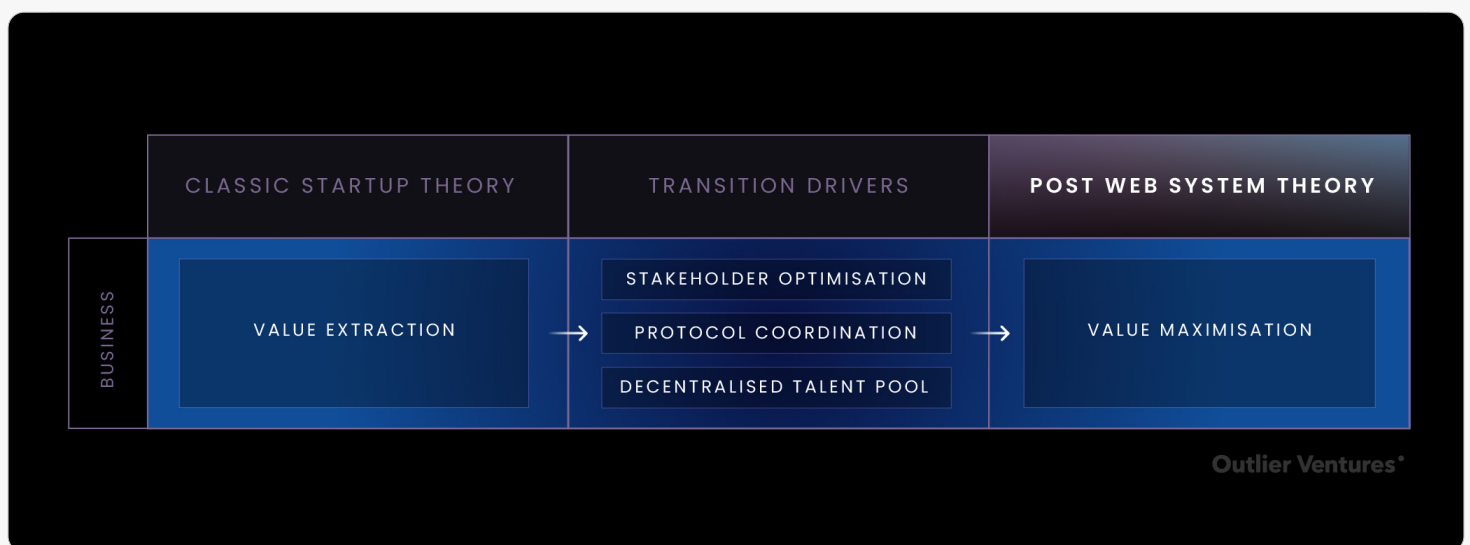 CLASSIC STARTUP THEORY
TRANSITION DRIVERS
POST WEB SYSTEM THEORY
BUSINESS
VALUE EXTRACTION
STAKEHOLDER OPTIMISATION
PROTOCOL COORDINATION
DECENTRALISED TALENT POOL
VALUE MAXIMISATION
Outlier Ventures